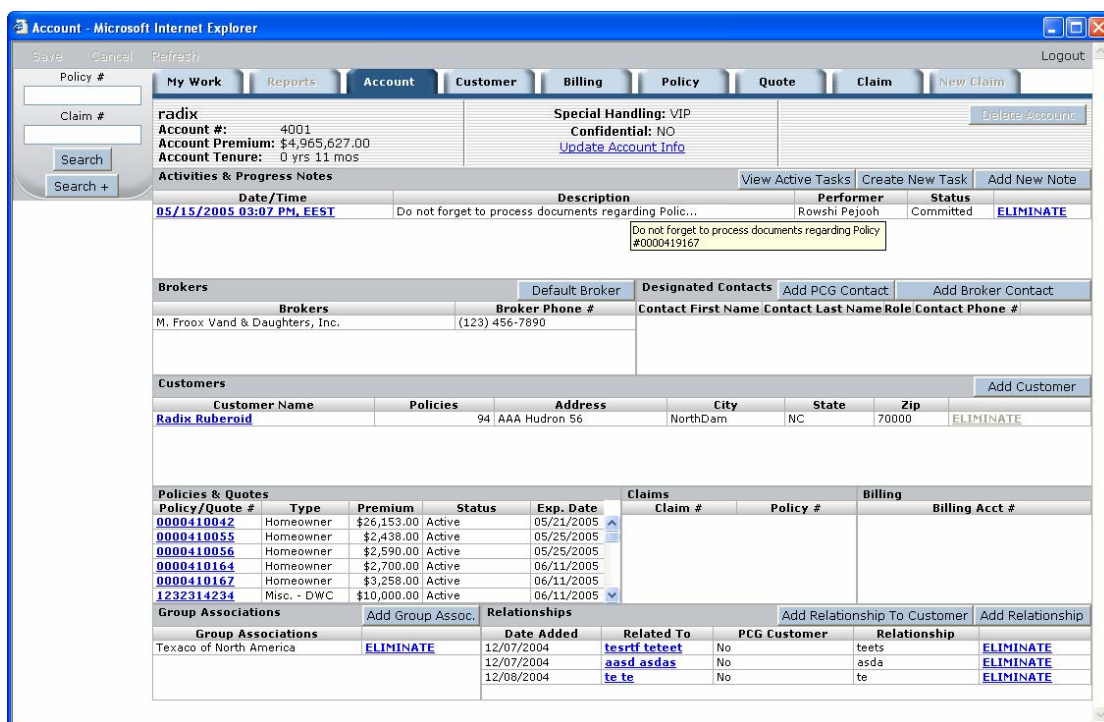 Account - Microsoft Internet Explorer
Save Cancel Refresh Logout
Policy #
Claim #
Search
Search +
My Work Reports Account Customer Billing Policy Quote Claim New Claim
radix
Account #: 4001
Account Premium: $4,965,627.00
Account Tenure: 0 yrs 11 mos
Special Handling: VIP
Confidential: NO
Update Account Info
Delete Account
Activities & Progress Notes View Active Tasks Create New Task Add New Note
Date/Time Description Performer Status
05/15/2005 03:07 PM, EEST Do not forget to process documents regarding Polic... Rowshi Pejooh Committed ELIMINATE
Do not forget to process documents regarding Policy
#0000419167
Brokers Default Broker
Brokers Broker Phone #
M. Froox Vand & Daughters, Inc. (123) 456-7890
Designated Contacts Add PCG Contact Add Broker Contact
Contact First Name Contact Last Name Role Contact Phone #
Customers Add Customer
Customer Name Policies Address City State Zip
Radix Ruberoid 94 AAA Hudron 56 NorthDam NC 70000 ELIMINATE
Policies & Quotes
Policy/Quote # Type Premium Status Exp. Date
0000410042 Homeowner $26,153.00 Active 05/21/2005
0000410055 Homeowner $2,438.00 Active 05/25/2005
0000410056 Homeowner $2,590.00 Active 05/25/2005
0000410164 Homeowner $2,700.00 Active 06/11/2005
0000410167 Homeowner $3,258.00 Active 06/11/2005
1232314234 Misc. - DWC $10,000.00 Active 06/11/2005
Claims
Claim # Policy #
Billing
Billing Acct #
Group Associations Add Group Assoc.
Group Associations
Texaco of North America ELIMINATE
Relationships Add Relationship To Customer Add Relationship
Date Added Related To PCG Customer Relationship
12/07/2004 tesrtf teteet No teets ELIMINATE
12/07/2004 aasd asdas No asda ELIMINATE
12/08/2004 te te No te ELIMINATE